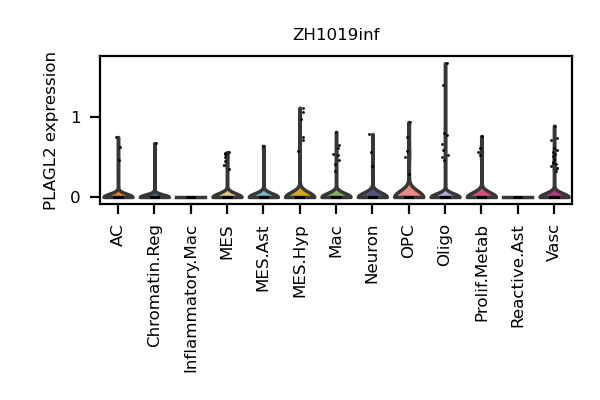 ZH1019inf
PLAGL2 expression
1
0
AC
Chromatin.Reg
Inflammatory.Mac
MES
MES.Ast
MES.Hyp
Mac
Neuron
OPC
Oligo
Prolif.Metab
Reactive.Ast
Vasc